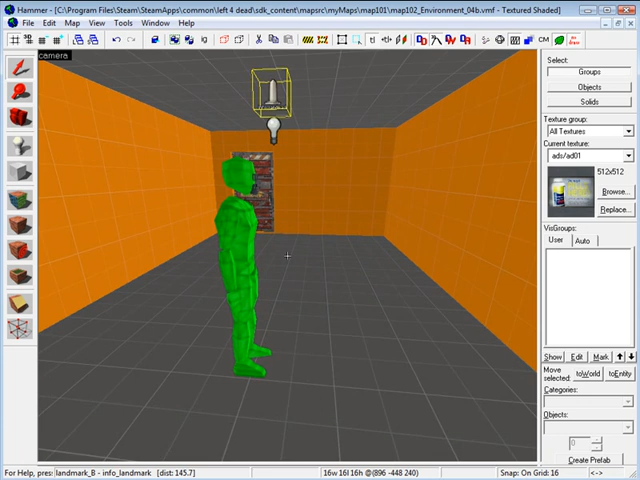 Hammer - [C:\Program Files\Steam\SteamApps\common\left 4 dead\sdk_content\mapsrc\myMaps\map101\map102_Environment_04b.vmf - Textured Shaded]
File Edit Map View Tools Window Help
camera
Select:
Groups
Objects
Solids
Texture group:
All Textures
Current texture:
ads/ad01
512x512
Browse...
Replace...
VisGroups:
User Auto
Show Edit Mark
Move
selected: toWorld toEntity
Categories:
Objects:
0
Create Prefab
For Help, press landmark_B - info_landmark [dist: 145.7] 16w 16l 16h @(896 -448 240) Snap: On Grid: 16 <->